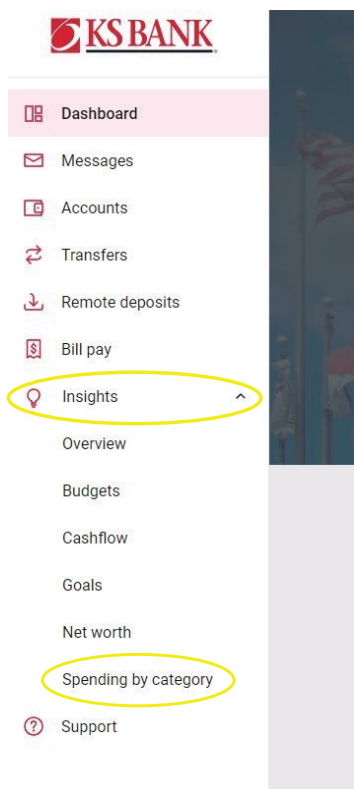 KS BANK
Dashboard
Messages
Accounts
Transfers
Remote deposits
Bill pay
Insights
Overview
Budgets
Cashflow
Goals
Net worth
Spending by category
Support